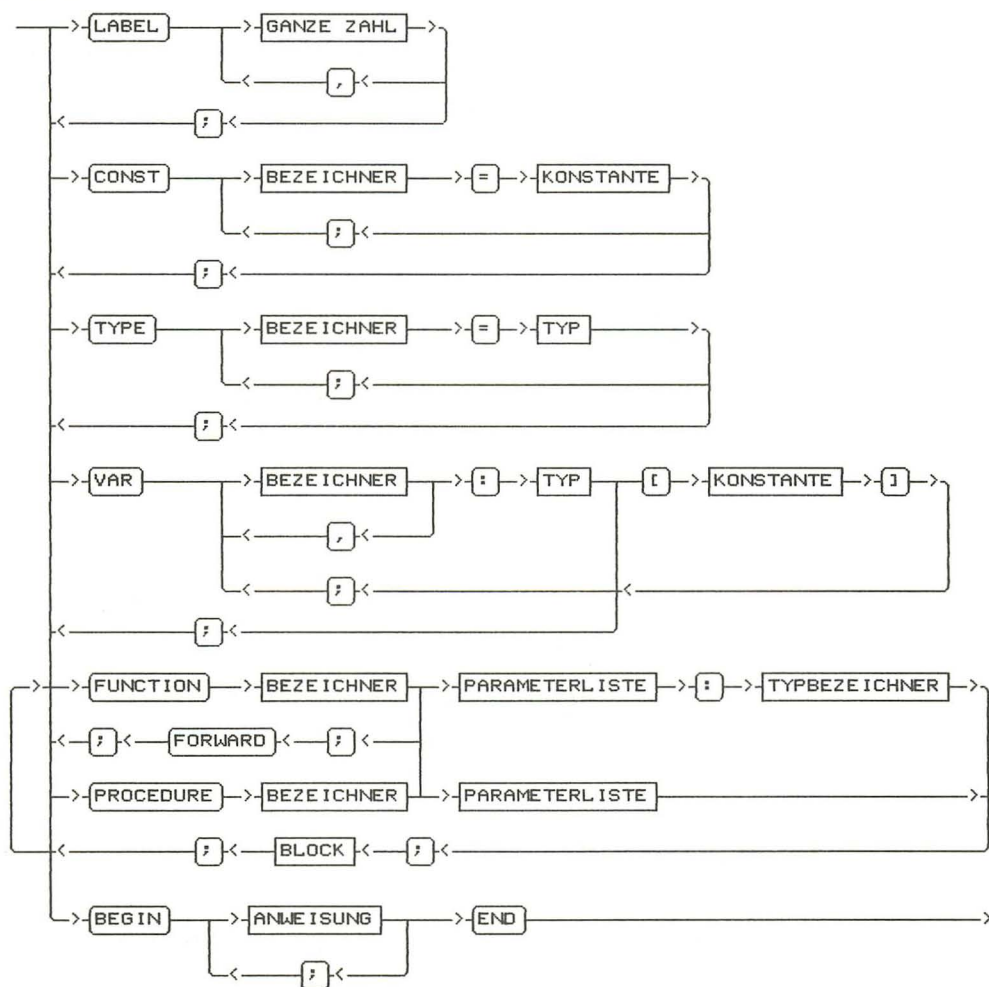 LABEL GANZE ZAHL
,
;
CONST BEZEICHNER = KONSTANTE
;
;
TYPE BEZEICHNER = TYP
;
;
VAR BEZEICHNER : TYP [ KONSTANTE ]
,
;
;
FUNCTION BEZEICHNER PARAMETERLISTE : TYPBEZEICHNER
; FORWARD ;
PROCEDURE BEZEICHNER PARAMETERLISTE
; BLOCK ;
BEGIN ANWEISUNG END
;